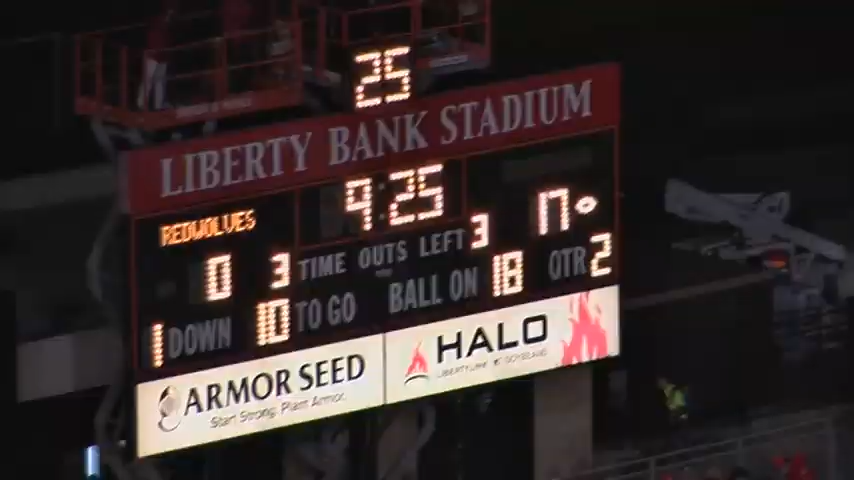 25
LIBERTY BANK STADIUM
REDWOLVES 9:25 17
0 3 TIME OUTS LEFT 3
1 DOWN 10 TO GO BALL ON 18 QTR 2
ARMOR SEED
Start Strong. Plant Armor.
HALO